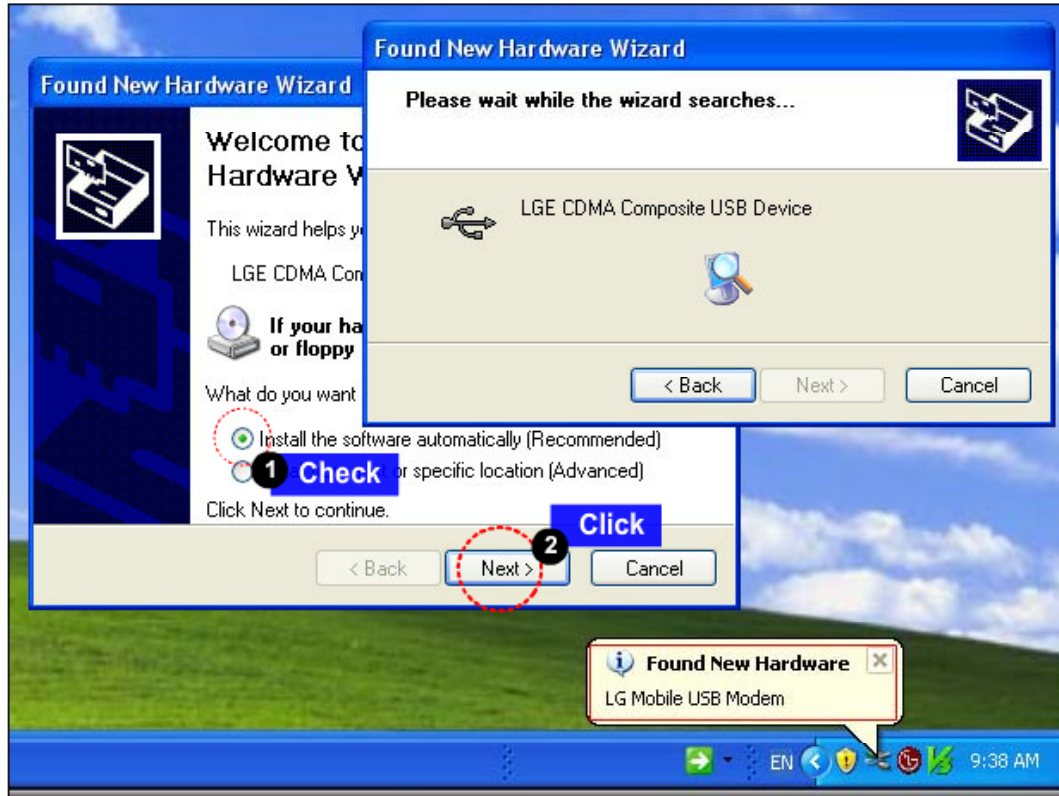 Found New Hardware Wizard
Please wait while the wizard searches...
LGE CDMA Composite USB Device
< Back Next > Cancel
Found New Hardware Wizard
Welcome to
Hardware
This wizard helps
LGE CDMA
If your
or floppy
What do you want
Install the software automatically (Recommended)
1 Check or specific location (Advanced)
Click Next to continue.
2 Click
< Back Next > Cancel
Found New Hardware
LG Mobile USB Modem
EN 9:38 AM